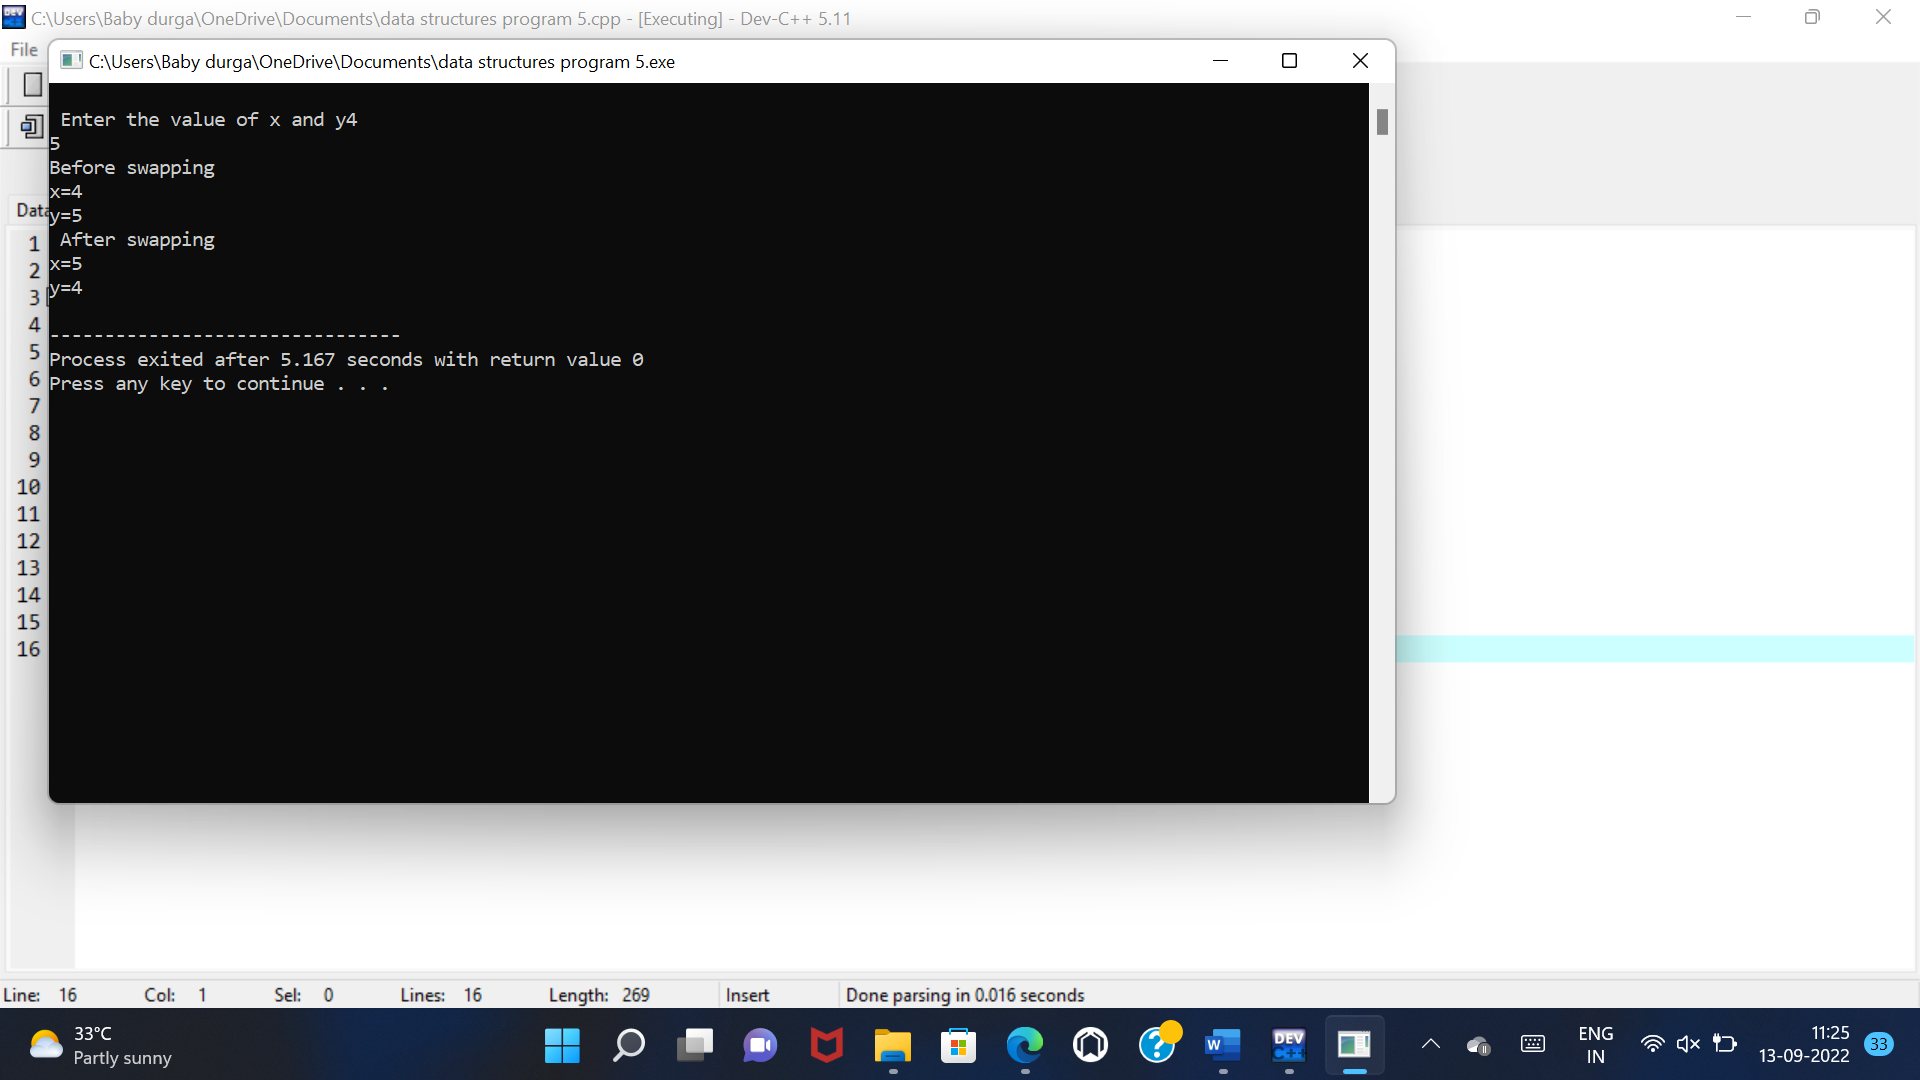 C:\Users\Baby durga\OneDrive\Documents\data structures program 5.cpp - [Executing] - Dev-C++ 5.11
File
C:\Users\Baby durga\OneDrive\Documents\data structures program 5.exe
Enter the value of x and y4
5
Before swapping
x=4
y=5
After swapping
x=5
y=4
--------------------------------
Process exited after 5.167 seconds with return value 0
Press any key to continue . . .
Data
1
2
3
4
5
6
7
8
9
10
11
12
13
14
15
16
Line: 16 Col: 1 Sel: 0 Lines: 16 Length: 269 Insert Done parsing in 0.016 seconds
33°C
Partly sunny
W
DEV
C++
ENG
IN
11:25
13-09-2022
33